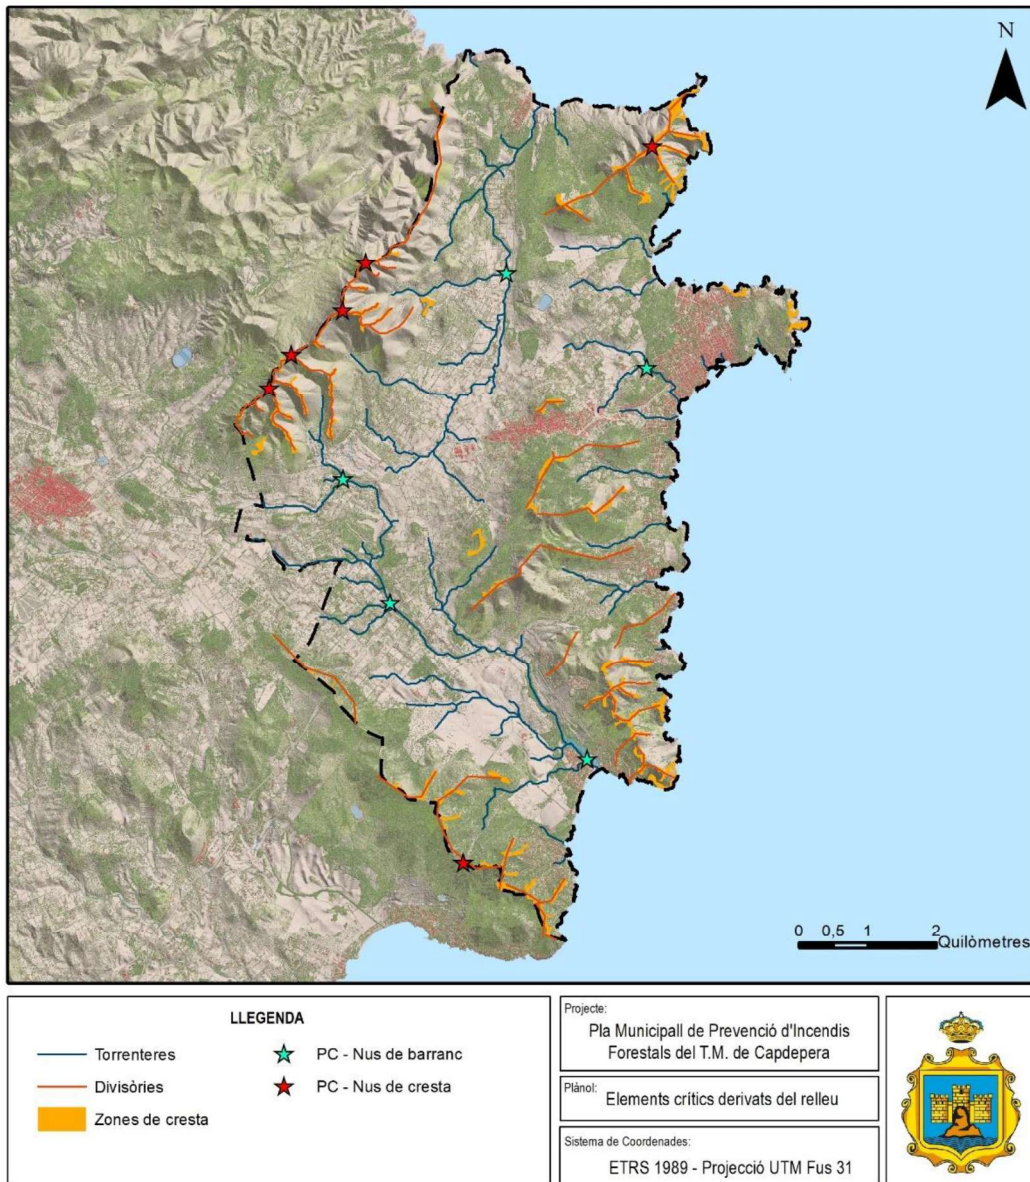 N
0 0,5 1 2
Quilòmetres
LLEGENDA
Torrenteres
PC - Nus de barranc
Divisòries
PC - Nus de cresta
Zones de cresta
Projecte:
Pla Municipall de Prevenció d'Incendis
Forestals del T.M. de Capdepera
Plànol:
Elements crítics derivats del relleu
Sistema de Coordenades:
ETRS 1989 - Projecció UTM Fus 31